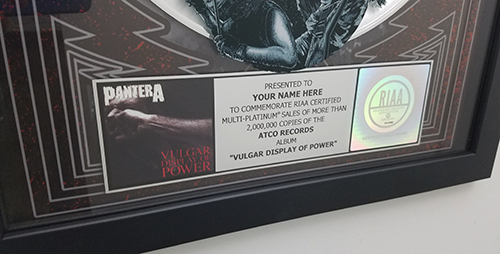 PANTERA
VULGAR
DISPLAY OF
POWER
PRESENTED TO
YOUR NAME HERE
TO COMMEMORATE RIAA CERTIFIED
MULTI-PLATINUM" SALES OF MORE THAN
2,000,000 COPIES OF THE
ATCO RECORDS
ALBUM
"VULGAR DISPLAY OF POWER"
RIAA